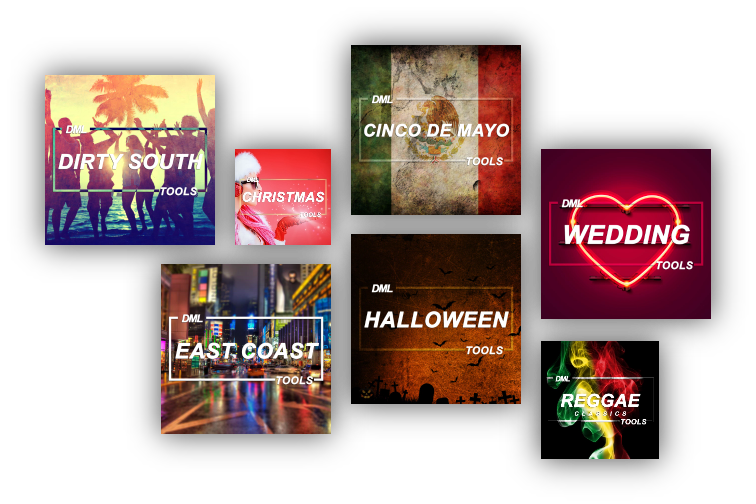 DML
DIRTY SOUTH
TOOLS
DML
CHRISTMAS
TOOLS
DML
CINCO DE MAYO
TOOLS
DML
WEDDING
TOOLS
DML
EAST COAST
TOOLS
DML
HALLOWEEN
TOOLS
DML
REGGAE
CLASSICS
TOOLS